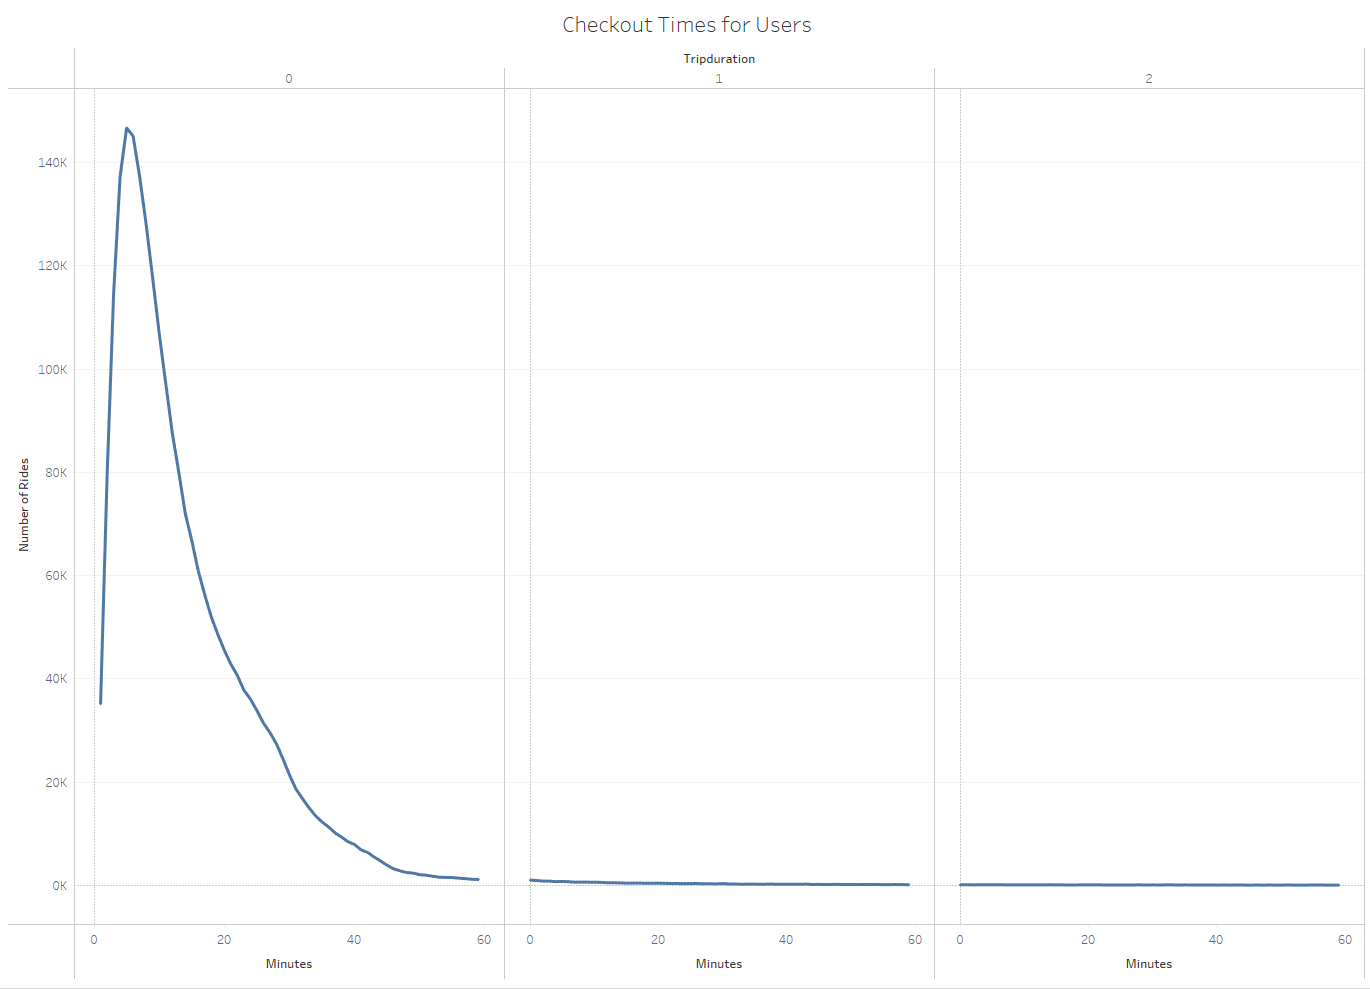 Checkout Times for Users
Tripduration
0 1 2
140K
120K
100K
80K
60K
40K
20K
0K
Number of Rides
0 20 40 60 0 20 40 60 0 20 40 60
Minutes Minutes Minutes